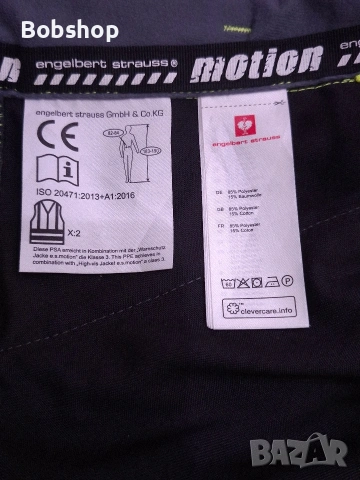 Bobshop
engelbert strauss®
motion
engelbert strauss GmbH & Co.KG
CE
ISO 20471:2013+A1:2016
X:2
Diese PSA erreicht in Kombination mit der „Warnschutz
Jacke e.s.motion" die Klasse 3. This PPE achieves in
combination with „High-vis Jacket e.s.motion" a class 3.
engelbert strauss
DE 85% Polyester
15% Baumwolle
GB 85% Polyester
15% Cotton
FR 85% Polyester
15% Coton
60
P
clevercare.info
BAZAR